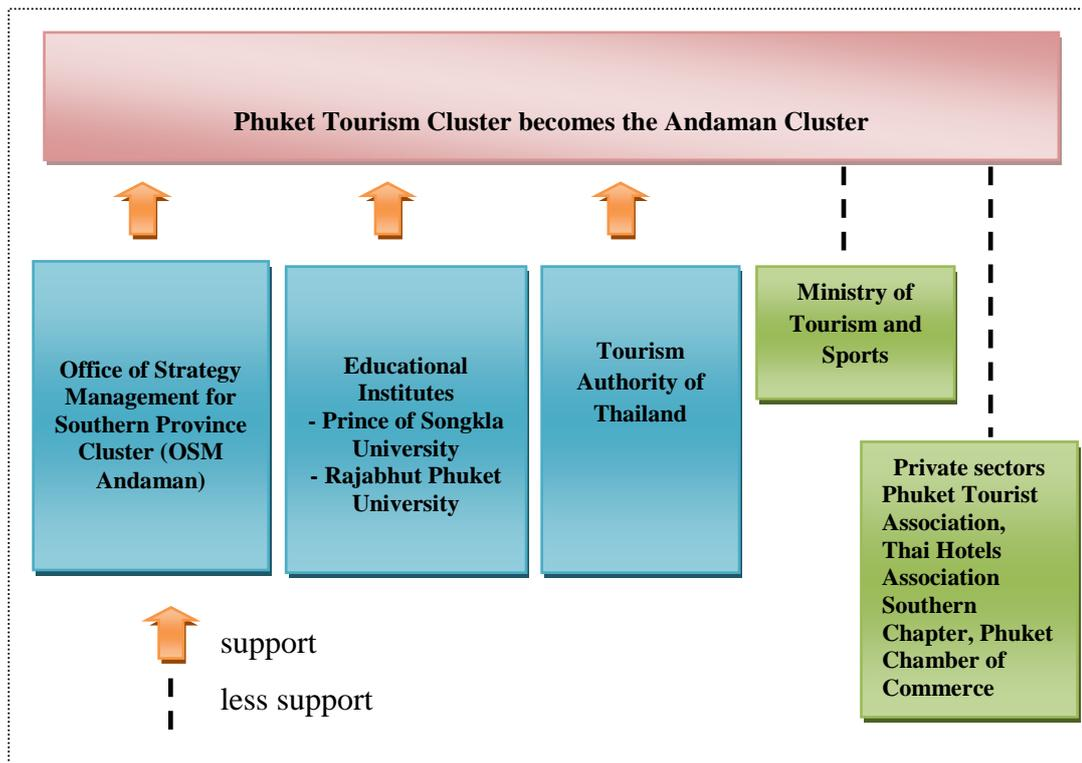 Phuket Tourism Cluster becomes the Andaman Cluster
Office of Strategy
Management for
Southern Province
Cluster (OSM
Andaman)
Educational
Institutes
- Prince of Songkla
University
- Rajabhut Phuket
University
Tourism
Authority of
Thailand
Ministry of
Tourism and
Sports
Private sectors
Phuket Tourist
Association,
Thai Hotels
Association
Southern
Chapter, Phuket
Chamber of
Commerce
support
less support